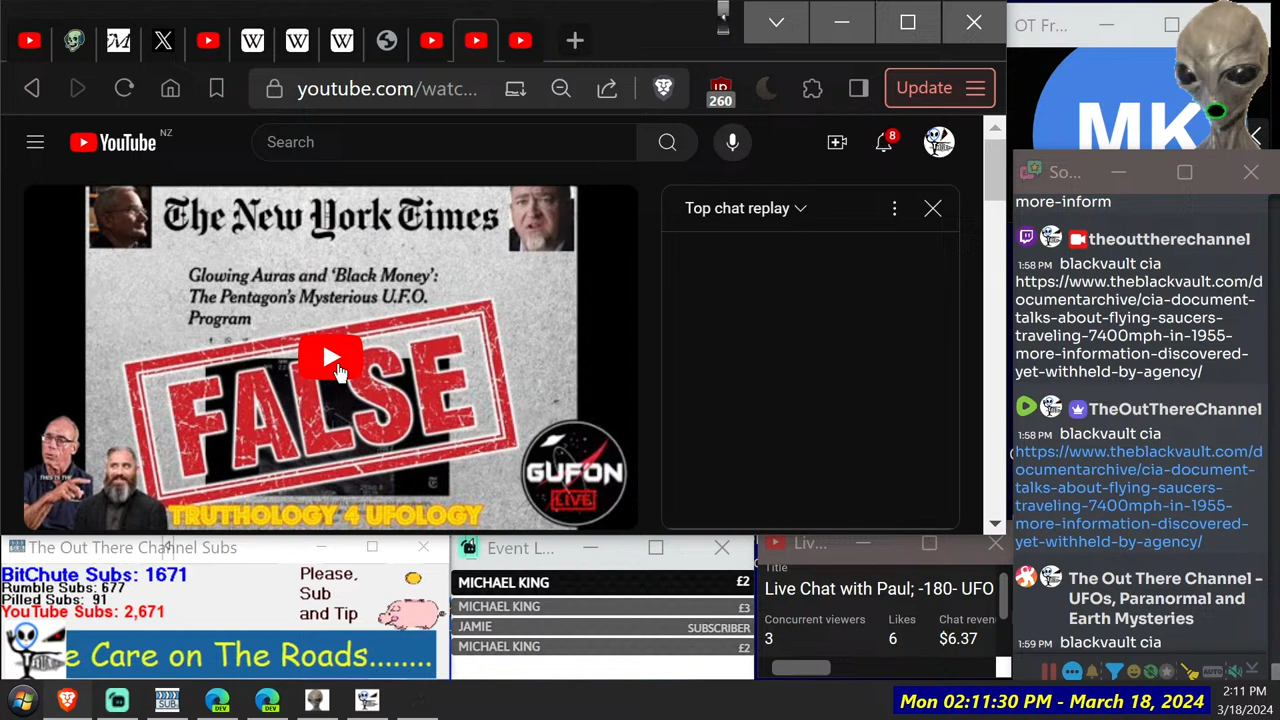 OT Fr...
youtube.com/watc...
260
Update
YouTube NZ
Search
8
MK
The New York Times
Glowing Auras and 'Black Money':
The Pentagon's Mysterious U.F.O.
Program
FALSE
GUFON
LIVE
TRUTHOLOGY 4 UFOLOGY
Top chat replay
So...
more-inform
theouttherechannel
1:58 PM blackvault cia
https://www.theblackvault.com/d
ocumentarchive/cia-document-
talks-about-flying-saucers-
traveling-7400mph-in-1955-
more-information-discovered-
yet-withheld-by-agency/
TheOutThereChannel
1:58 PM blackvault cia
https://www.theblackvault.com/d
ocumentarchive/cia-document-
talks-about-flying-saucers-
traveling-7400mph-in-1955-
more-information-discovered-
yet-withheld-by-agency/
The Out There Channel -
UFOs, Paranormal and
Earth Mysteries
1:59 PM blackvault cia
AUTO
The Out There Channel Subs
BitChute Subs: 1671
Rumble Subs: 677
Pilled Subs: 91
YouTube Subs: 2,671
Please,
Sub
and Tip
e Care on The Roads........
Event L...
MICHAEL KING £2
MICHAEL KING £3
JAMIE SUBSCRIBER
MICHAEL KING £2
Liv...
Title
Live Chat with Paul; -180- UFO
Concurrent viewers Likes Chat reven
3 6 $6.37
SUB
DEV
DEV
Mon 02:11:30 PM - March 18, 2024
2:11 PM
3/18/2024